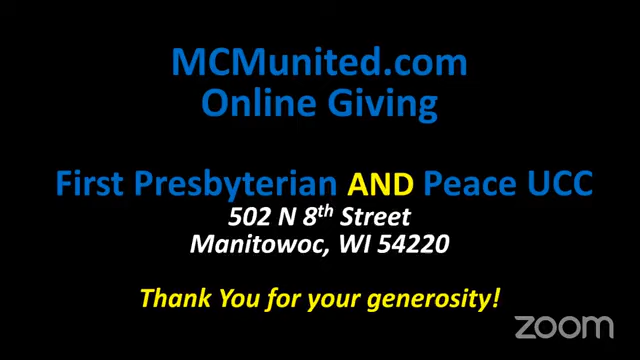 MCMunited.com
Online Giving
First Presbyterian AND Peace UCC
502 N 8th Street
Manitowoc, WI 54220
Thank You for your generosity!
zoom